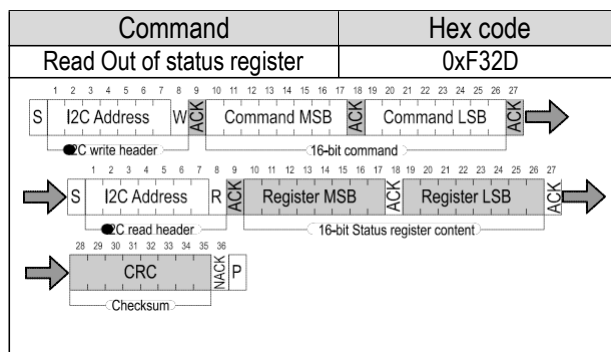 Command Hex code
Read Out of status register 0xF32D
1 2 3 4 5 6 7 8 9 10 11 12 13 14 15 16 17 18 19 20 21 22 23 24 25 26 27
S I2C Address W ACK Command MSB ACK Command LSB ACK
2C write header 16-bit command
1 2 3 4 5 6 7 8 9 10 11 12 13 14 15 16 17 18 19 20 21 22 23 24 25 26 27
S I2C Address R ACK Register MSB ACK Register LSB ACK
2C read header 16-bit Status register content
28 29 30 31 32 33 34 35 36
CRC NACK P
Checksum